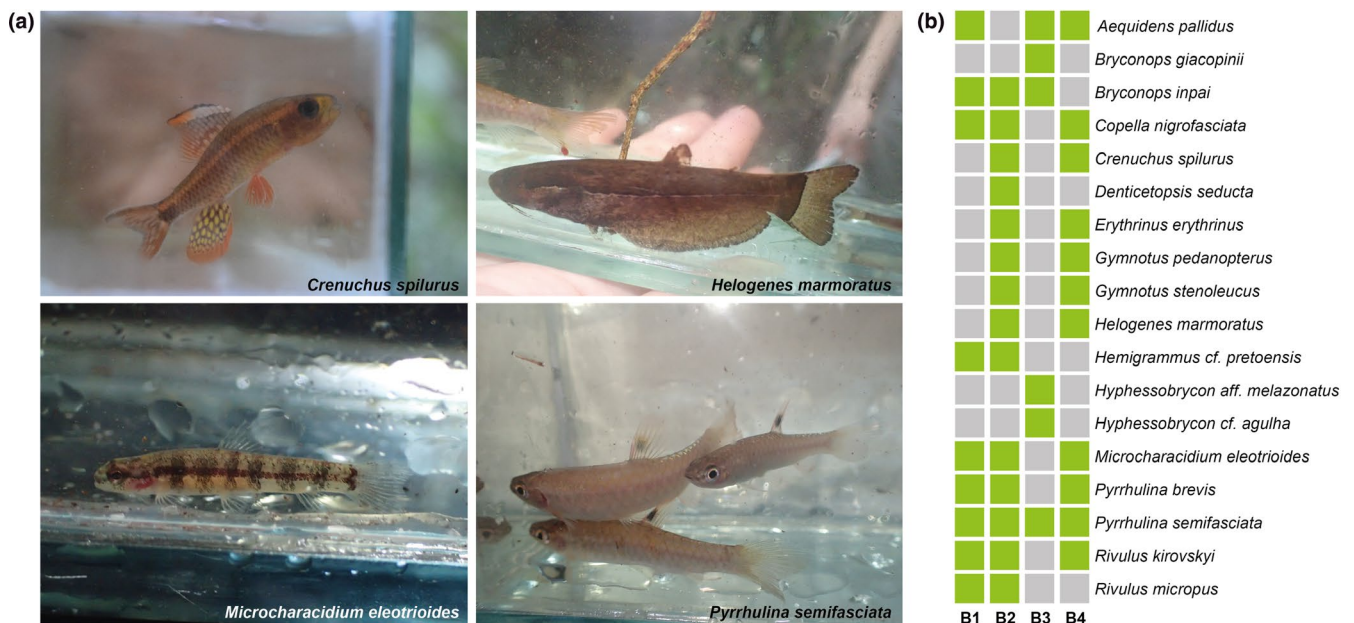 (a)
Crenuchus spilurus
Helogenes marmoratus
Microcharacidium eleotrioides
Pyrrhulina semifasciata
(b)
Aequidens pallidus
Bryconops giacopinii
Bryconops inpai
Copella nigrofasciata
Crenuchus spilurus
Denticetopsis seducta
Erythrinus erythrinus
Gymnotus pedanopterus
Gymnotus stenoleucus
Helogenes marmoratus
Hemigrammus cf. pretoensis
Hyphessobrycon aff. melazonatus
Hyphessobrycon cf. agulha
Microcharacidium eleotrioides
Pyrrhulina brevis
Pyrrhulina semifasciata
Rivulus kirovskyi
Rivulus micropus
B1 B2 B3 B4